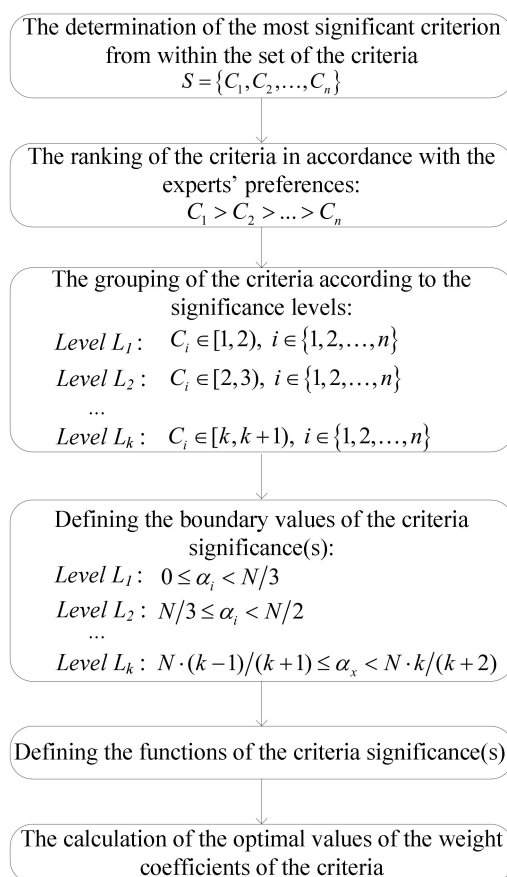 The determination of the most significant criterion
from within the set of the criteria
S = {C₁, C₂, …, Cₙ}
The ranking of the criteria in accordance with the
experts' preferences:
C₁ > C₂ > ... > Cₙ
The grouping of the criteria according to the
significance levels:
Level L₁ : Cᵢ ∈ [1, 2), i ∈ {1, 2, …, n}
Level L₂ : Cᵢ ∈ [2, 3), i ∈ {1, 2, …, n}
...
Level Lₖ : Cᵢ ∈ [k, k + 1), i ∈ {1, 2, …, n}
Defining the boundary values of the criteria
significance(s):
Level L₁ : 0 ≤ αᵢ < N/3
Level L₂ : N/3 ≤ αᵢ < N/2
...
Level Lₖ : N · (k − 1)/(k + 1) ≤ αₓ < N · k/(k + 2)
Defining the functions of the criteria significance(s)
The calculation of the optimal values of the weight
coefficients of the criteria